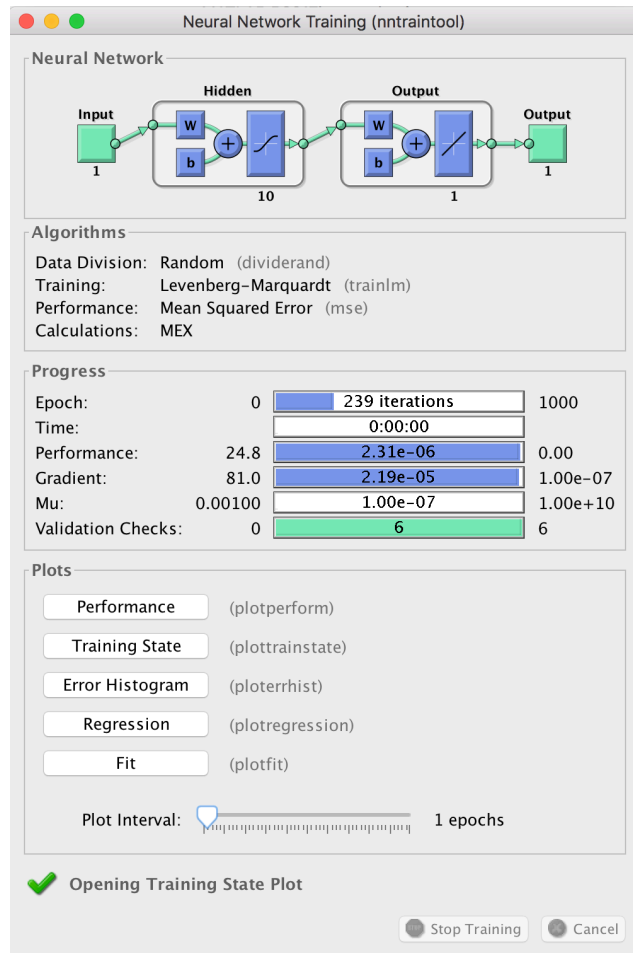 Neural Network Training (nntraintool)
Neural Network
Hidden
Output
Input
Output
W
W
b
+
b
+
1
10
1
1
Algorithms
Data Division: Random (dividerand)
Training: Levenberg-Marquardt (trainlm)
Performance: Mean Squared Error (mse)
Calculations: MEX
Progress
Epoch: 0 239 iterations 1000
Time: 0:00:00
Performance: 24.8 2.31e-06 0.00
Gradient: 81.0 2.19e-05 1.00e-07
Mu: 0.00100 1.00e-07 1.00e+10
Validation Checks: 0 6 6
Plots
Performance (plotperform)
Training State (plottrainstate)
Error Histogram (ploterrhist)
Regression (plotregression)
Fit (plotfit)
Plot Interval: 1 epochs
Opening Training State Plot
Stop Training Cancel